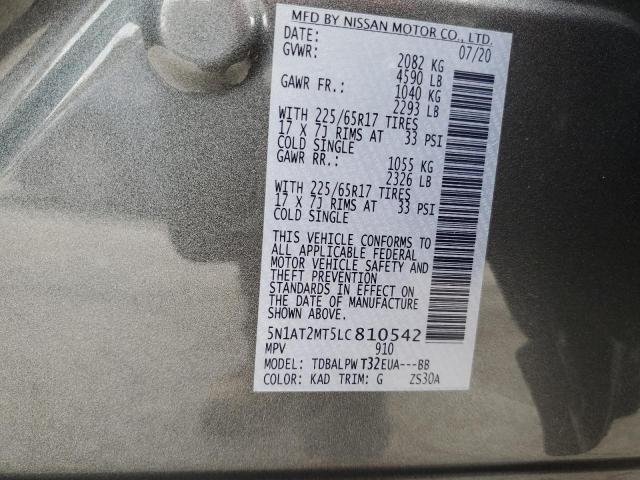 MFD BY NISSAN MOTOR CO., LTD.
DATE: 07/20
GVWR: 2082 KG
4590 LB
GAWR FR.: 1040 KG
2293 LB
WITH 225/65R17 TIRES
17 X 7J RIMS AT 33 PSI
COLD SINGLE
GAWR RR.: 1055 KG
2326 LB
WITH 225/65R17 TIRES
17 X 7J RIMS AT 33 PSI
COLD SINGLE
THIS VEHICLE CONFORMS TO
ALL APPLICABLE FEDERAL
MOTOR VEHICLE SAFETY AND
THEFT PREVENTION
STANDARDS IN EFFECT ON
THE DATE OF MANUFACTURE
SHOWN ABOVE.
5N1AT2MT5LC810542
MPV 910
MODEL: TDBALPWT32EUA---BB
COLOR: KAD TRIM: G ZS30A